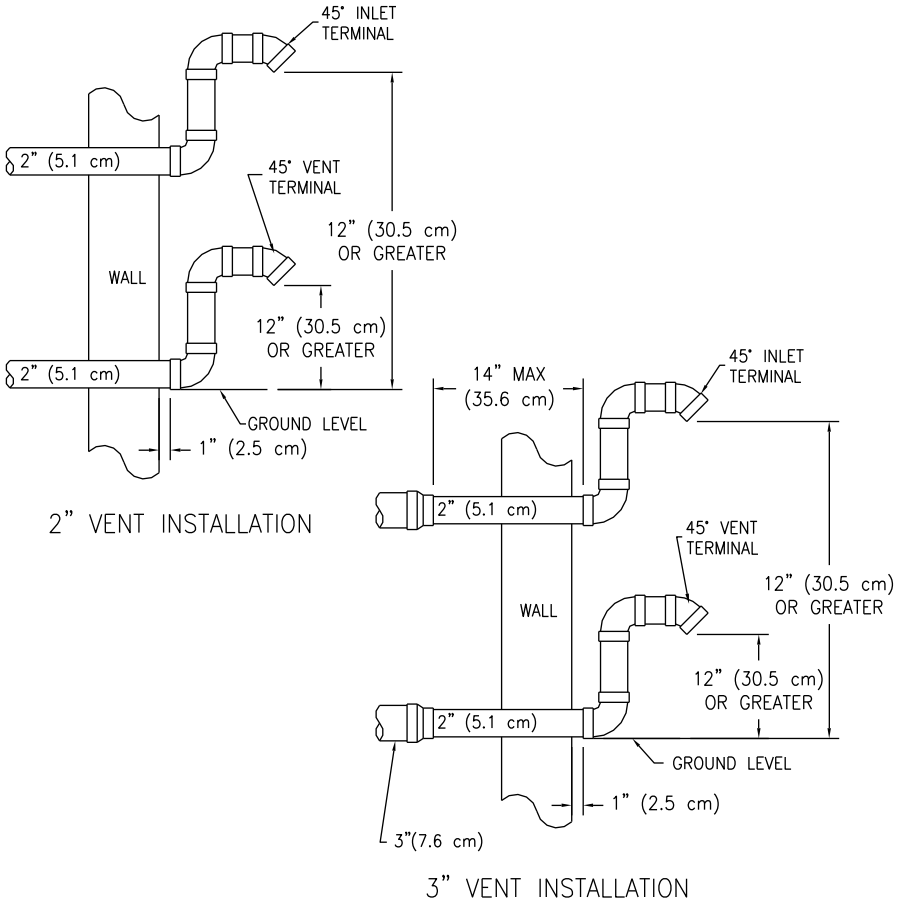 45° INLET
TERMINAL
2” (5.1 cm)
45° VENT
TERMINAL
12” (30.5 cm)
OR GREATER
WALL
12” (30.5 cm)
OR GREATER
2” (5.1 cm)
GROUND LEVEL
1” (2.5 cm)
2” VENT INSTALLATION
45° INLET
TERMINAL
14” MAX
(35.6 cm)
2” (5.1 cm)
45° VENT
TERMINAL
12” (30.5 cm)
OR GREATER
WALL
12” (30.5 cm)
OR GREATER
2” (5.1 cm)
GROUND LEVEL
1” (2.5 cm)
3”(7.6 cm)
3” VENT INSTALLATION